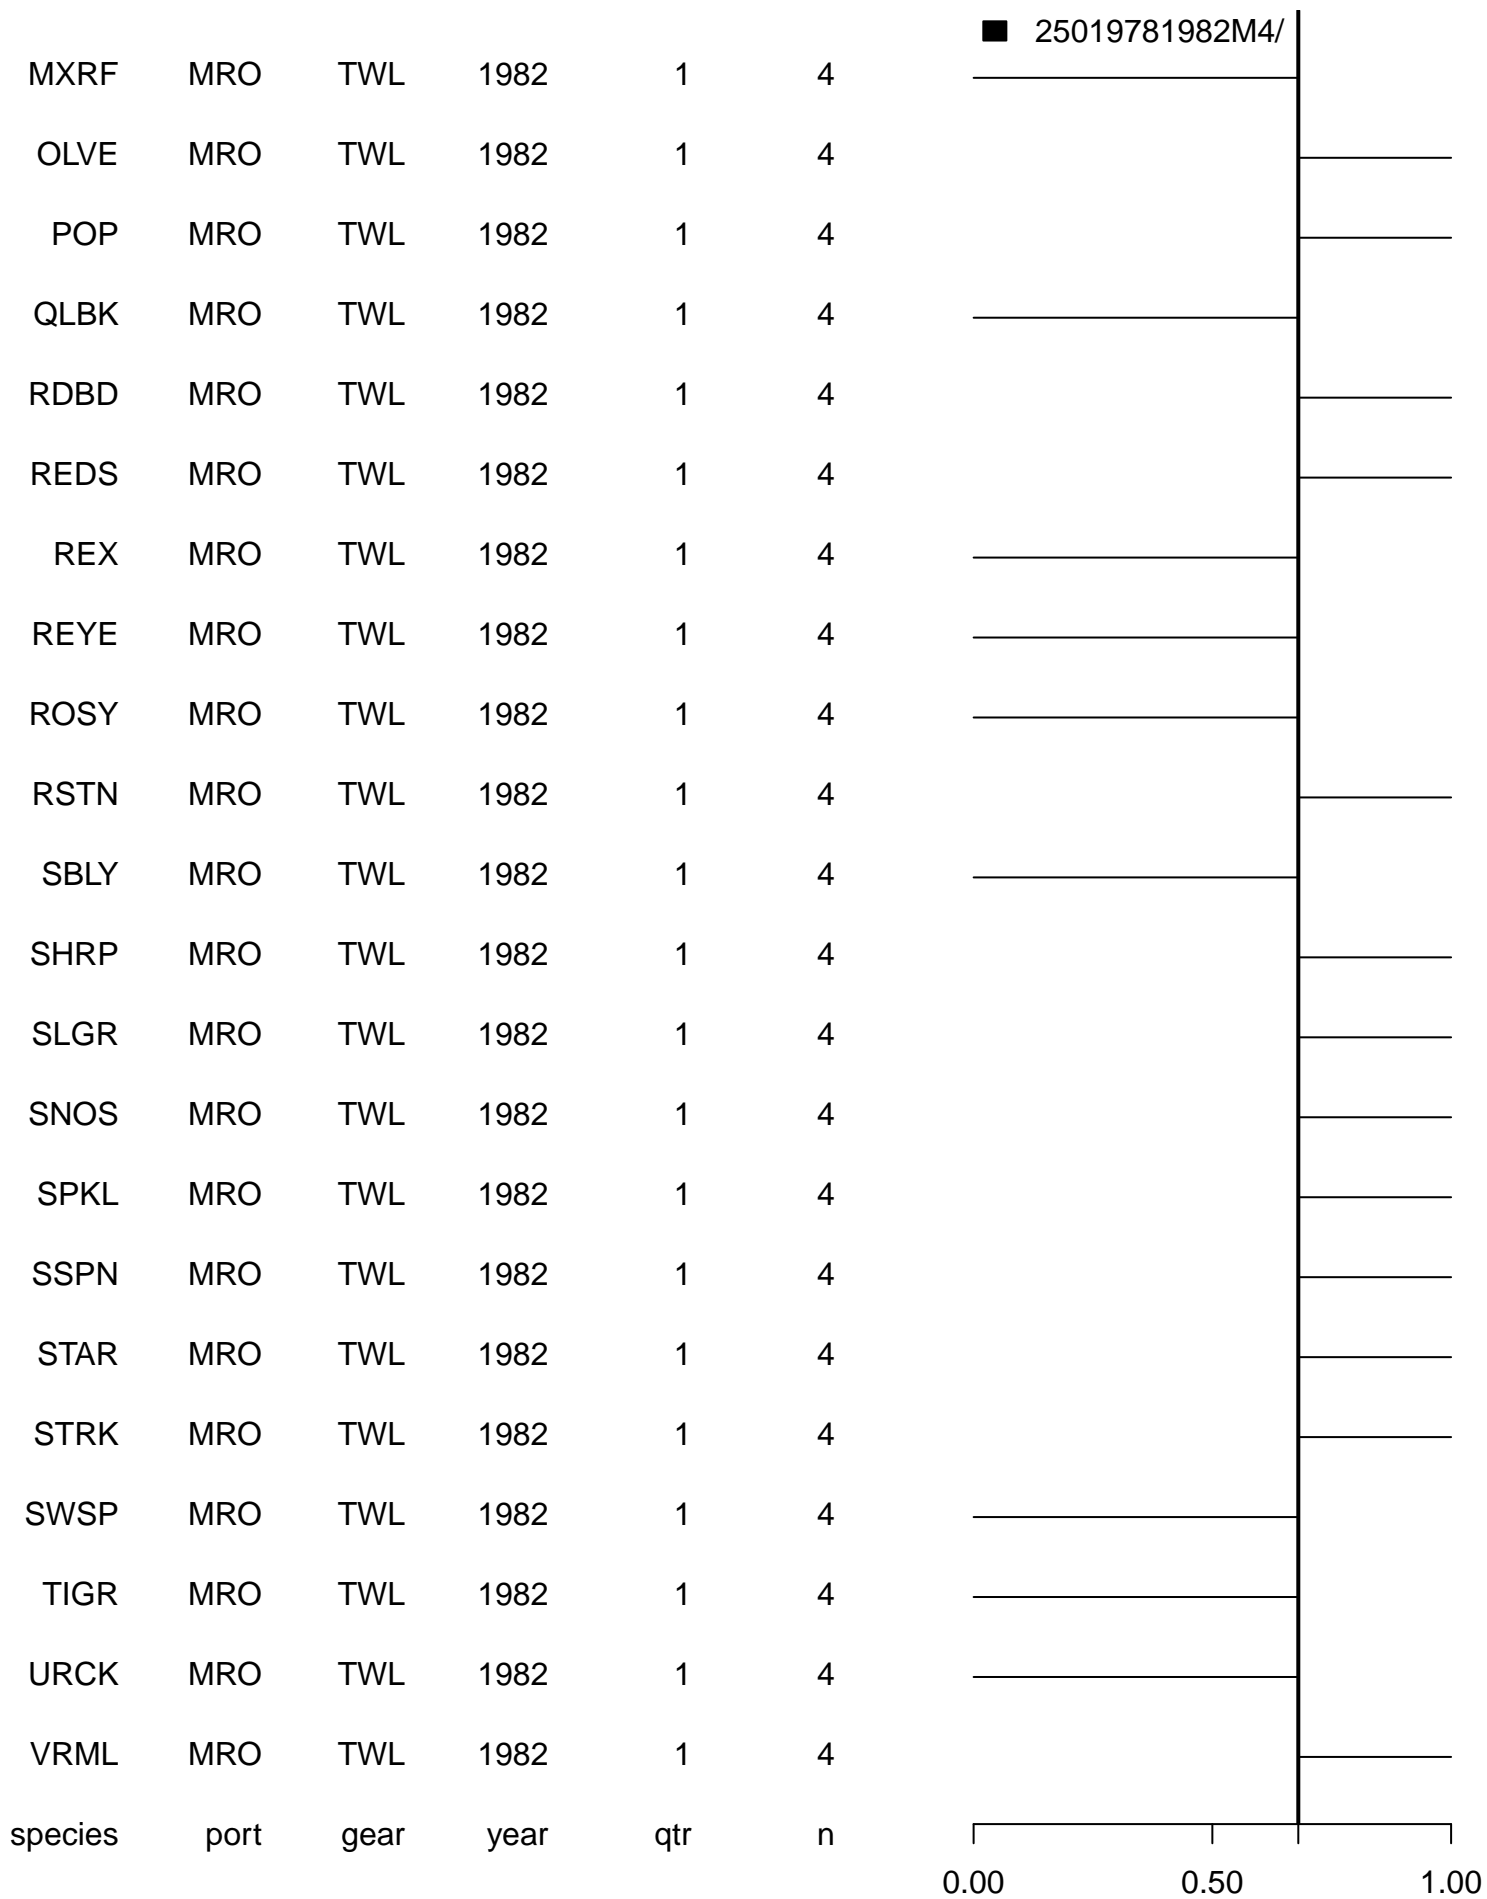 25019781982M4/
MXRF MRO TWL 1982 1 4
OLVE MRO TWL 1982 1 4
POP MRO TWL 1982 1 4
QLBK MRO TWL 1982 1 4
RDBD MRO TWL 1982 1 4
REDS MRO TWL 1982 1 4
REX MRO TWL 1982 1 4
REYE MRO TWL 1982 1 4
ROSY MRO TWL 1982 1 4
RSTN MRO TWL 1982 1 4
SBLY MRO TWL 1982 1 4
SHRP MRO TWL 1982 1 4
SLGR MRO TWL 1982 1 4
SNOS MRO TWL 1982 1 4
SPKL MRO TWL 1982 1 4
SSPN MRO TWL 1982 1 4
STAR MRO TWL 1982 1 4
STRK MRO TWL 1982 1 4
SWSP MRO TWL 1982 1 4
TIGR MRO TWL 1982 1 4
URCK MRO TWL 1982 1 4
VRML MRO TWL 1982 1 4
species port gear year qtr n
0.00 0.50 1.00